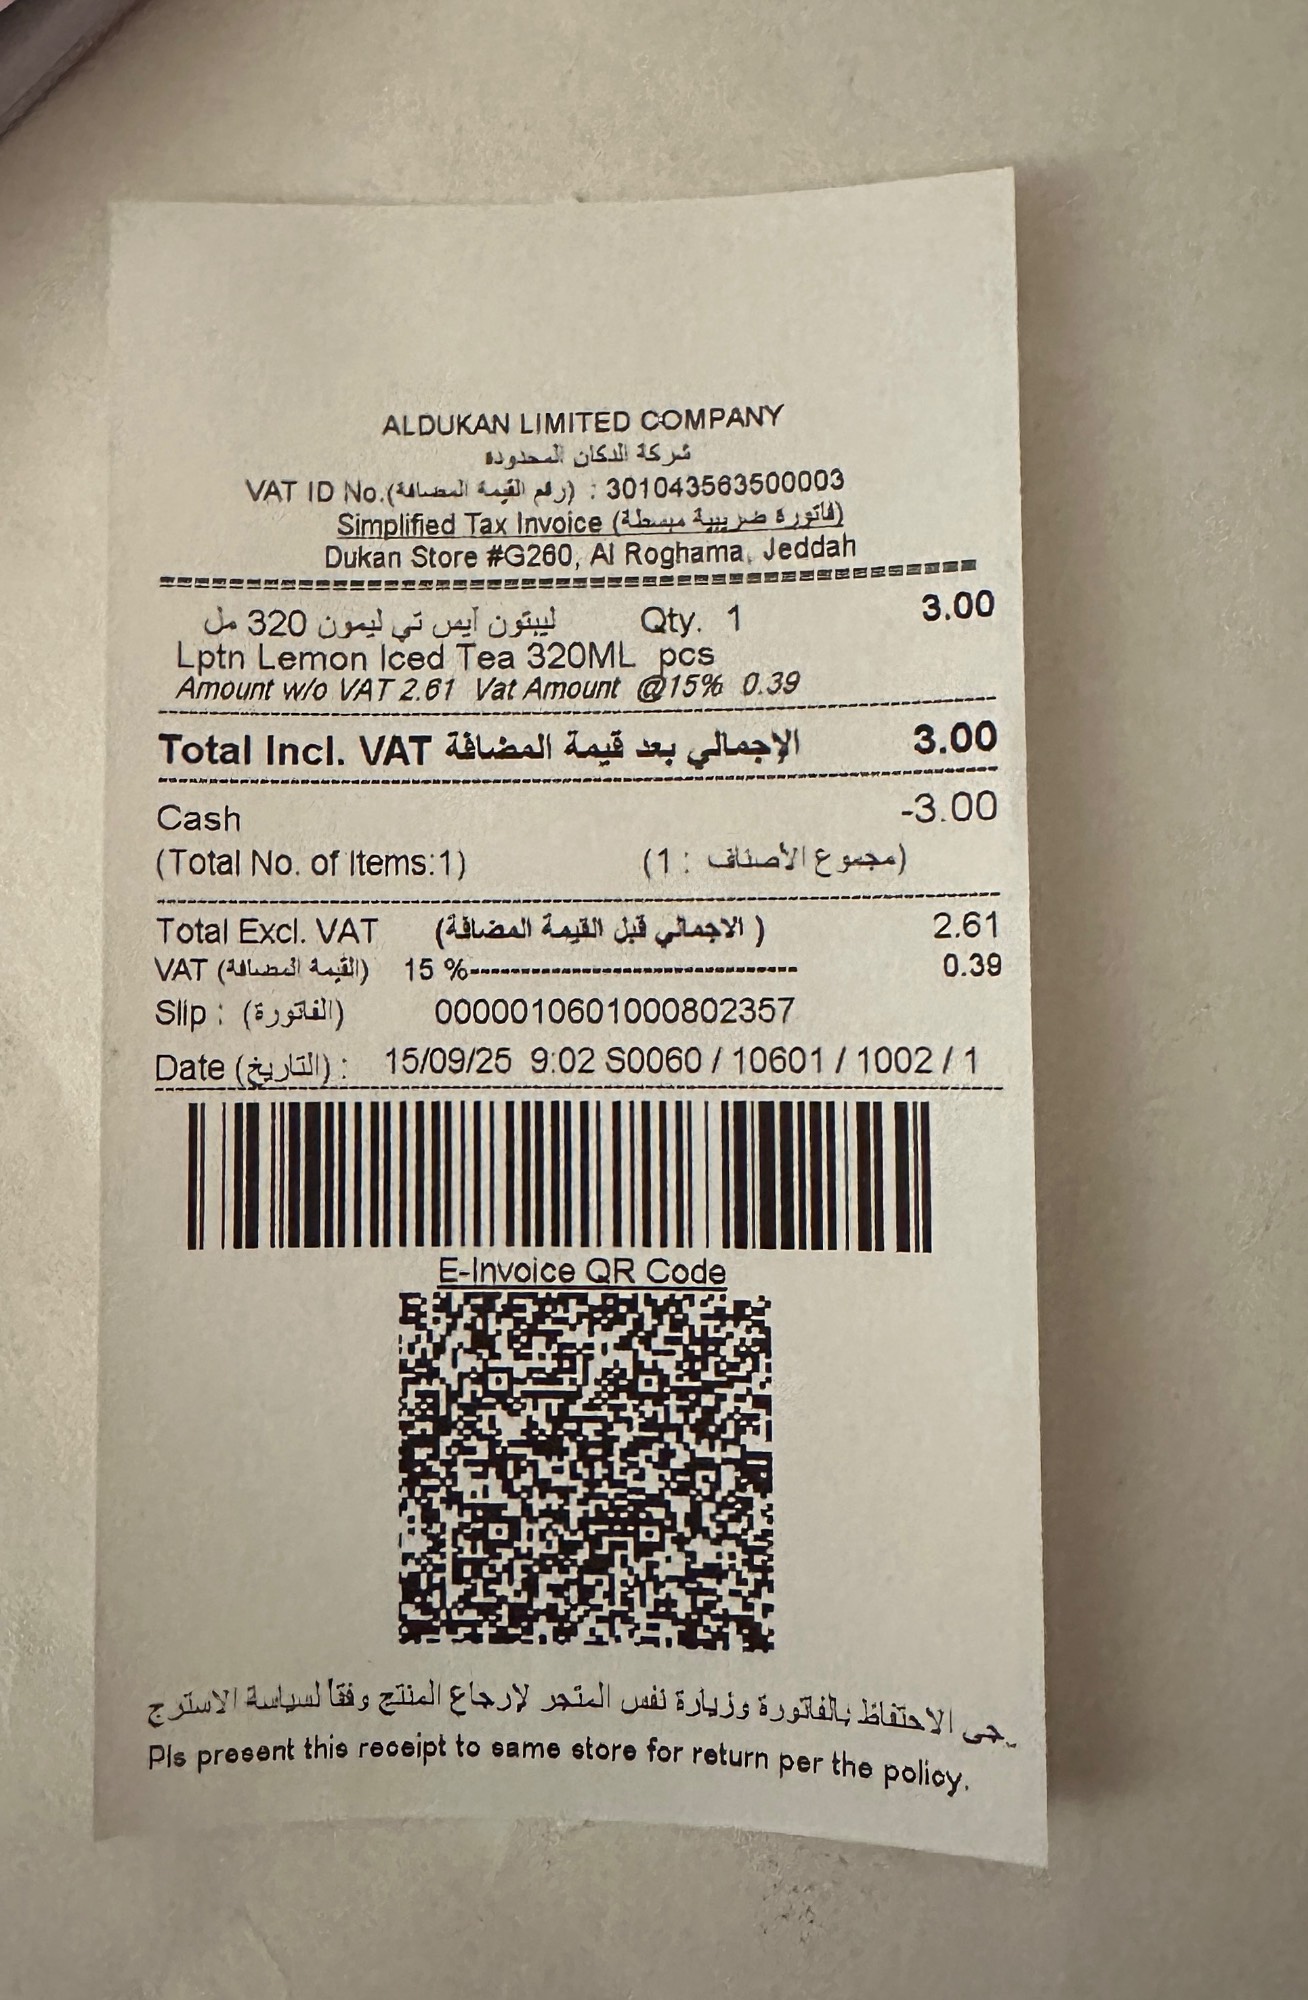 ALDUKAN LIMITED COMPANY
شركة الدكان المحدودة
VAT ID No.(رقم القيمة المضافة) : 301043563500003
Simplified Tax Invoice (فاتورة ضريبية مبسطة)
Dukan Store #G260, Al Roghama, Jeddah
ليبتون آيس تي ليمون 320 مل Qty. 1 3.00
Lptn Lemon Iced Tea 320ML pcs
Amount w/o VAT 2.61 Vat Amount @15% 0.39
Total Incl. VAT الإجمالي بعد قيمة المضافة 3.00
Cash -3.00
(Total No. of Items:1) (مجموع الأصناف : 1)
Total Excl. VAT (الاجمالي قبل القيمة المضافة ) 2.61
VAT (القيمة المضافة) 15 %------------------------------------ 0.39
Slip : (الفاتورة) 0000010601000802357
Date (التاريخ) : 15/09/25 9:02 S0060 / 10601 / 1002 / 1
E-Invoice QR Code
جى الاحتفاظ بالفاتورة وزيارة نفس المتجر لإرجاع المنتج وفقا لسياسة الاسترج
Pls present this receipt to same store for return per the policy.